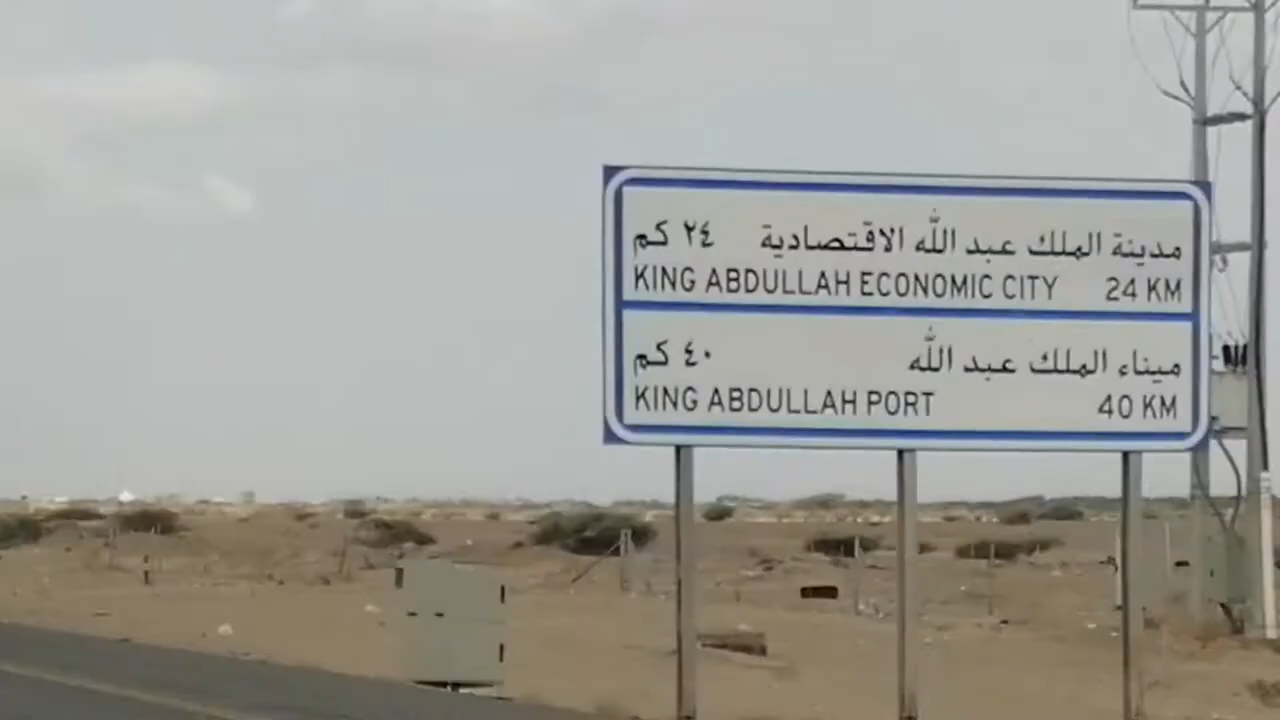 مدينة الملك عبد الله الاقتصادية ٢٤ كم
KING ABDULLAH ECONOMIC CITY 24 KM
ميناء الملك عبد الله ٤٠ كم
KING ABDULLAH PORT 40 KM